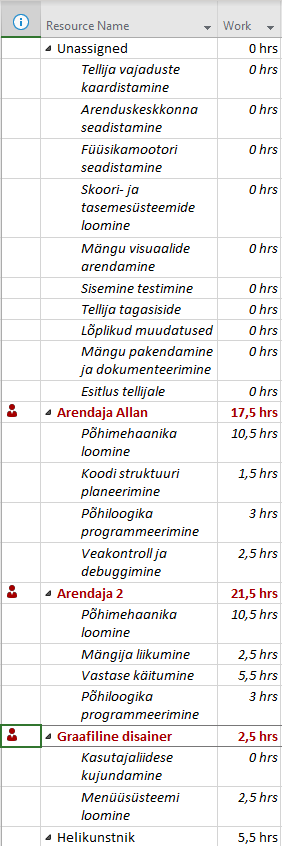 Resource Name Work
Unassigned 0 hrs
Tellija vajaduste 0 hrs
kaardistamine
Arenduskeskkonna 0 hrs
seadistamine
Füüsikamootori 0 hrs
seadistamine
Skoori- ja 0 hrs
tasemesüsteemide
loomine
Mängu visuaalide 0 hrs
arendamine
Sisemine testimine 0 hrs
Tellija tagasiside 0 hrs
Lõplikud muudatused 0 hrs
Mängu pakendamine 0 hrs
ja dokumenteerimine
Esitlus tellijale 0 hrs
Arendaja Allan 17,5 hrs
Põhimehaanika 10,5 hrs
loomine
Koodi struktuuri 1,5 hrs
planeerimine
Põhiloogika 3 hrs
programmeerimine
Veakontroll ja 2,5 hrs
debuggimine
Arendaja 2 21,5 hrs
Põhimehaanika 10,5 hrs
loomine
Mängija liikumine 2,5 hrs
Vastase käitumine 5,5 hrs
Põhiloogika 3 hrs
programmeerimine
Graafiline disainer 2,5 hrs
Kasutajaliidese 0 hrs
kujundamine
Menüüsüsteemi 2,5 hrs
loomine
Helikunstnik 5,5 hrs